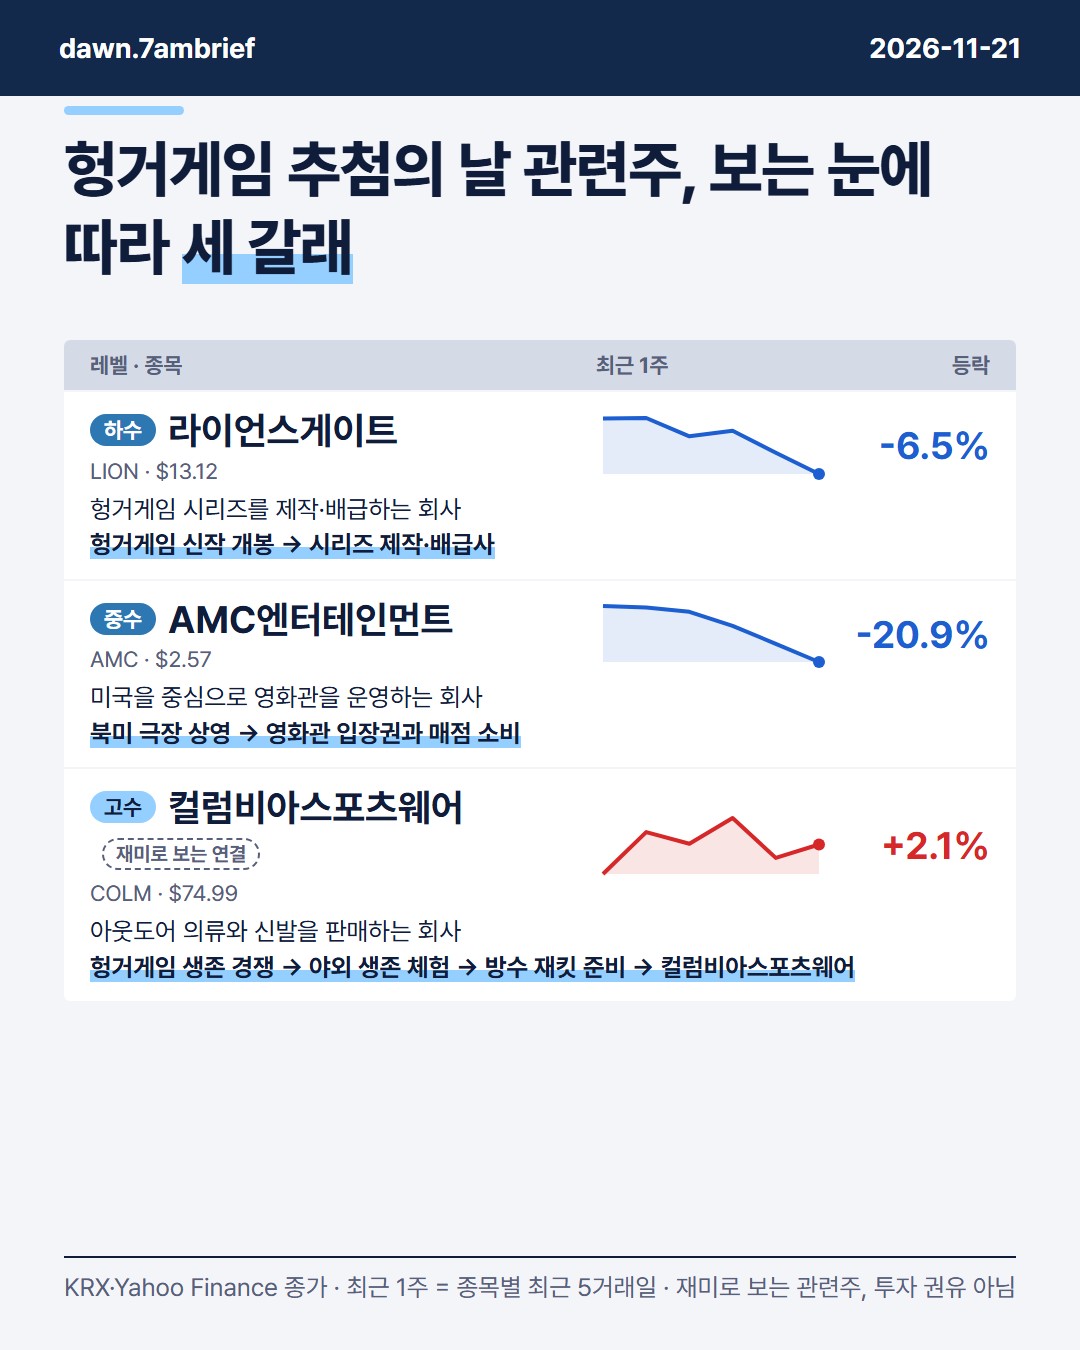 dawn.7ambrief
2026-11-21
헝거게임 추첨의 날 관련주, 보는 눈에
따라 세 갈래
레벨 · 종목
최근 1주
등락
하수 라이언스게이트
-6.5%
LION · $13.12
헝거게임 시리즈를 제작·배급하는 회사
헝거게임 신작 개봉 → 시리즈 제작·배급사
중수 AMC엔터테인먼트
-20.9%
AMC · $2.57
미국을 중심으로 영화관을 운영하는 회사
북미 극장 상영 → 영화관 입장권과 매점 소비
고수 컬럼비아스포츠웨어
재미로 보는 연결
+2.1%
COLM · $74.99
아웃도어 의류와 신발을 판매하는 회사
헝거게임 생존 경쟁 → 야외 생존 체험 → 방수 재킷 준비 → 컬럼비아스포츠웨어
KRX·Yahoo Finance 종가 · 최근 1주 = 종목별 최근 5거래일 · 재미로 보는 관련주, 투자 권유 아님